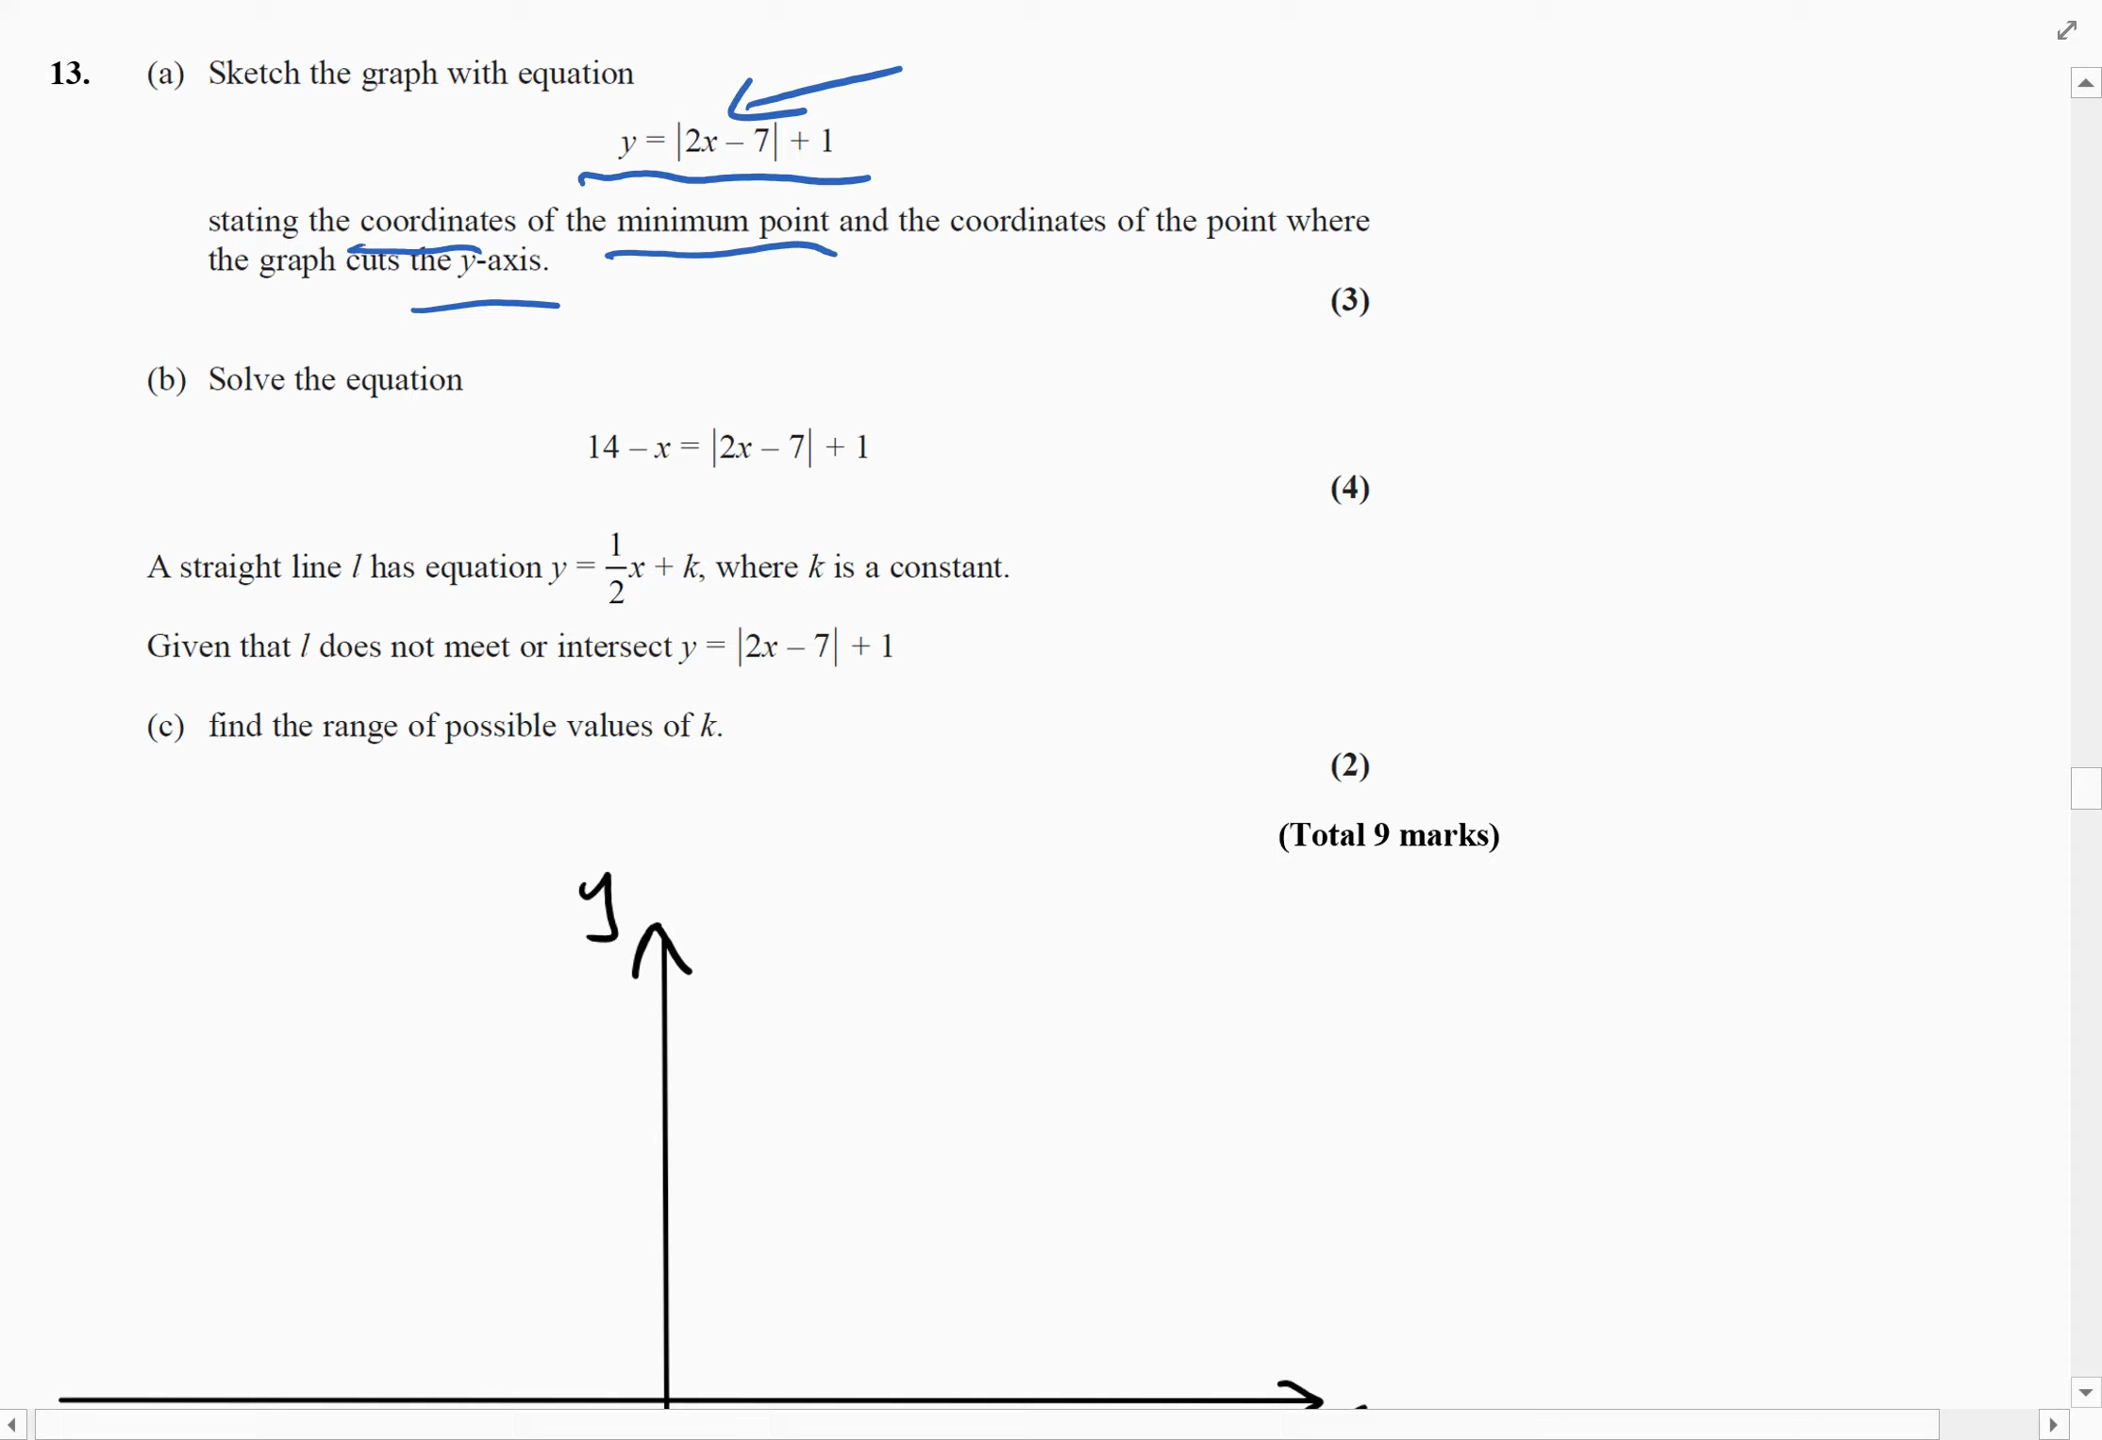 13. (a) Sketch the graph with equation
y = |2x – 7| + 1
stating the coordinates of the minimum point and the coordinates of the point where
the graph cuts the y-axis.
(3)
(b) Solve the equation
14 – x = |2x – 7| + 1
(4)
A straight line l has equation y = 1/2 x + k, where k is a constant.
Given that l does not meet or intersect y = |2x – 7| + 1
(c) find the range of possible values of k.
(2)
(Total 9 marks)
y